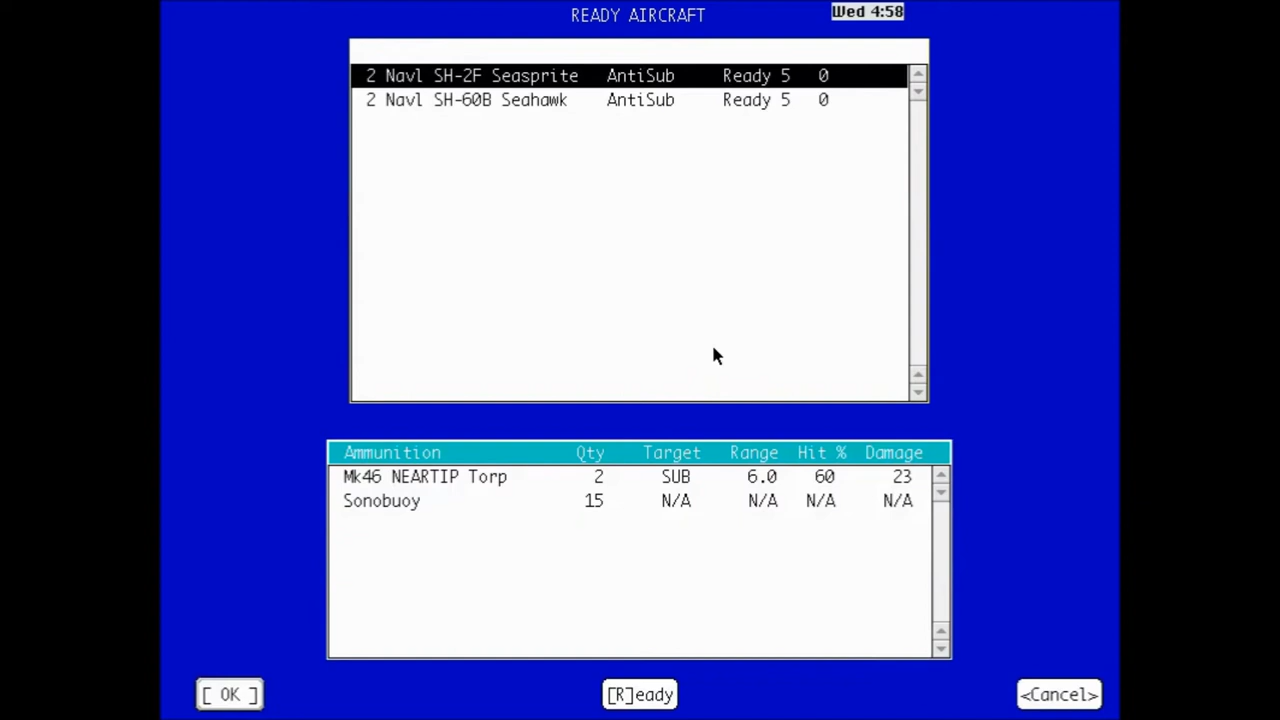 READY AIRCRAFT Wed 4:58
2 Navl SH-2F Seasprite AntiSub Ready 5 0
2 Navl SH-60B Seahawk AntiSub Ready 5 0
Ammunition Qty Target Range Hit % Damage
Mk46 NEARTIP Torp 2 SUB 6.0 60 23
Sonobuoy 15 N/A N/A N/A N/A
[ OK ] [R]eady <Cancel>